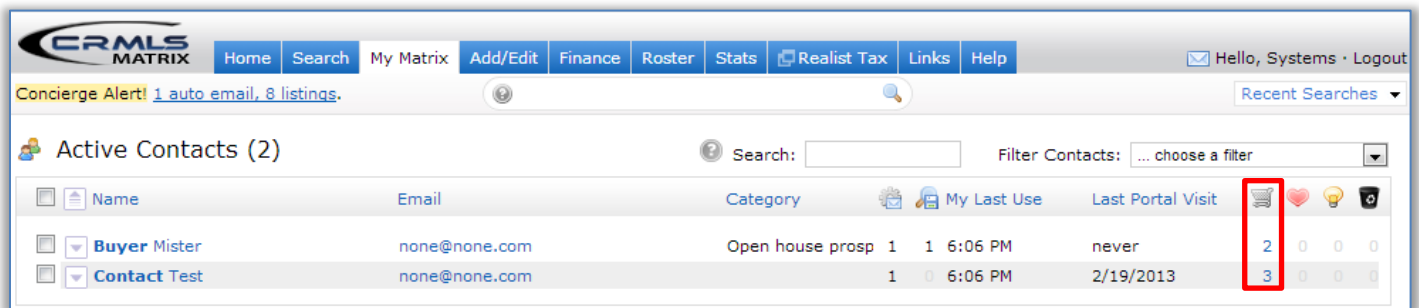 CRMLS
MATRIX
Home Search My Matrix Add/Edit Finance Roster Stats Realist Tax Links Help Hello, Systems · Logout
Concierge Alert! 1 auto email, 8 listings. Recent Searches
Active Contacts (2) Search: Filter Contacts: ... choose a filter
Name Email Category My Last Use Last Portal Visit
Buyer Mister none@none.com Open house prosp 1 1 6:06 PM never 2 0 0 0
Contact Test none@none.com 1 0 6:06 PM 2/19/2013 3 0 0 0